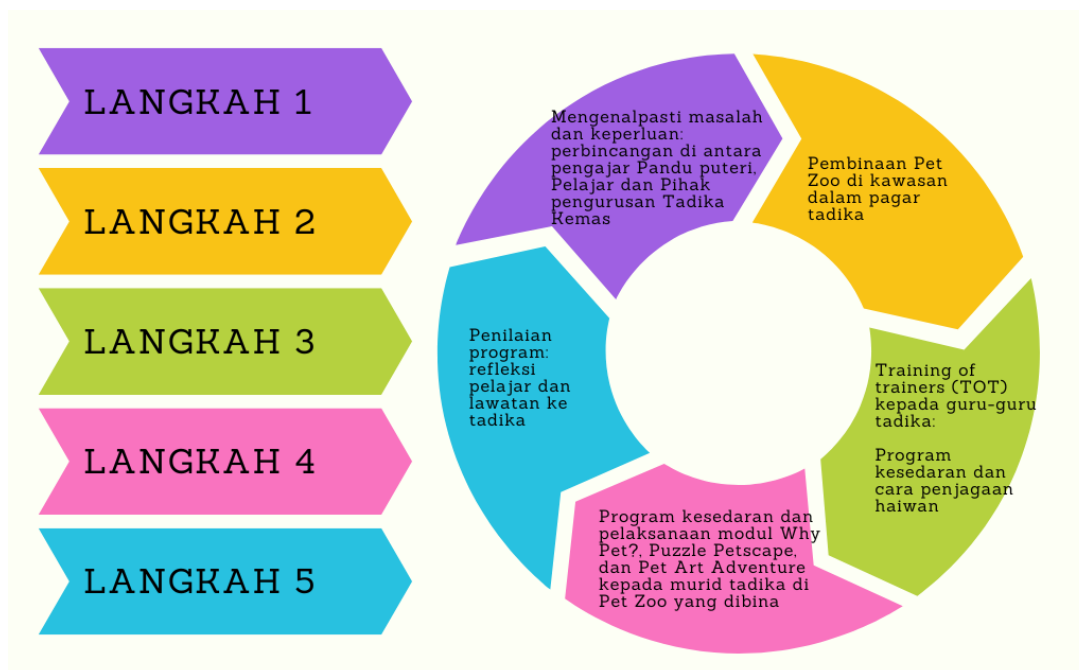 LANGKAH 1
LANGKAH 2
LANGKAH 3
LANGKAH 4
LANGKAH 5
Mengenalpasti masalah
dan keperluan:
perbincangan di antara
pengajar Pandu puteri,
Pelajar dan Pihak
pengurusan Tadika
Kemas
Pembinaan Pet
Zoo di kawasan
dalam pagar
tadika
Training of
trainers (TOT)
kepada guru-guru
tadika:
Program
kesedaran dan
cara penjagaan
haiwan
Program kesedaran dan
pelaksanaan modul Why
Pet?, Puzzle Petscape,
dan Pet Art Adventure
kepada murid tadika di
Pet Zoo yang dibina
Penilaian
program:
refleksi
pelajar dan
lawatan ke
tadika